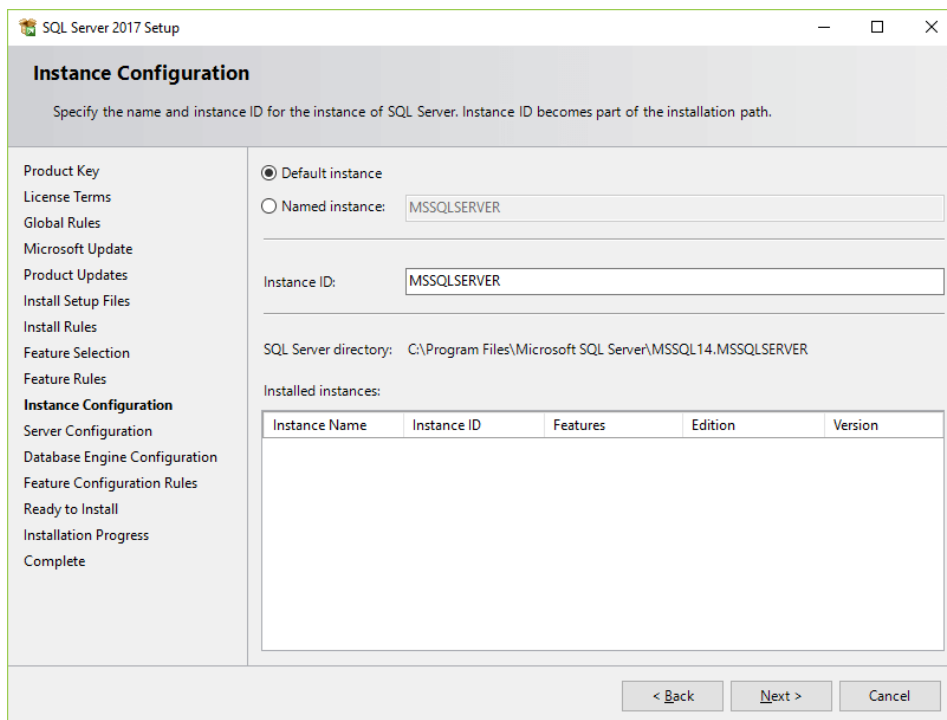 SQL Server 2017 Setup
Instance Configuration
Specify the name and instance ID for the instance of SQL Server. Instance ID becomes part of the installation path.
Product Key
License Terms
Global Rules
Microsoft Update
Product Updates
Install Setup Files
Install Rules
Feature Selection
Feature Rules
Instance Configuration
Server Configuration
Database Engine Configuration
Feature Configuration Rules
Ready to Install
Installation Progress
Complete
Default instance
Named instance: MSSQLSERVER
Instance ID: MSSQLSERVER
SQL Server directory: C:\Program Files\Microsoft SQL Server\MSSQL14.MSSQLSERVER
Installed instances:
Instance Name Instance ID Features Edition Version
< Back Next > Cancel